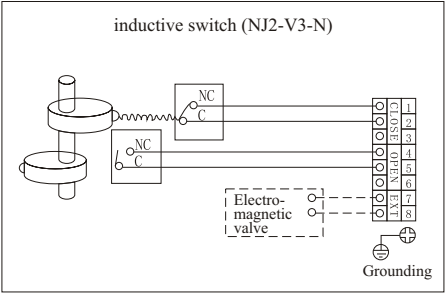 inductive switch (NJ2-V3-N)
NC
C
NC
C
CLOSE
OPEN
EXT
1
2
3
4
5
6
7
8
Electro-
magnetic
valve
Grounding